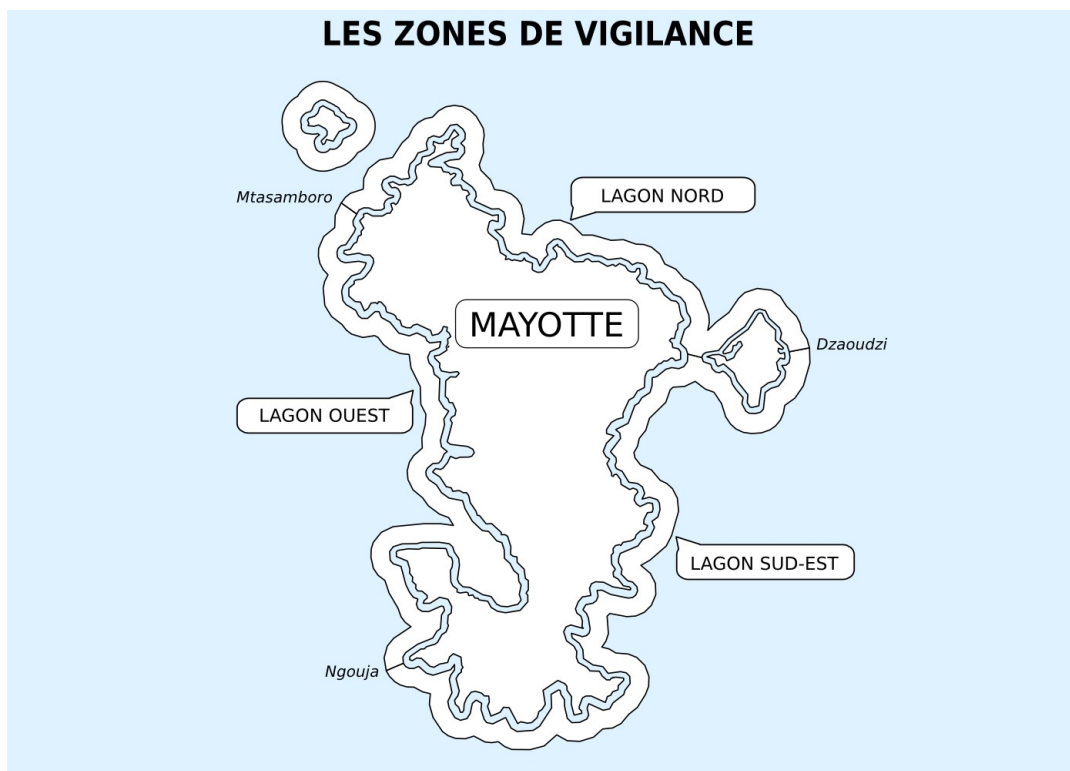 LES ZONES DE VIGILANCE
Mtasamboro
LAGON NORD
MAYOTTE
Dzaoudzi
LAGON OUEST
LAGON SUD-EST
Ngouja